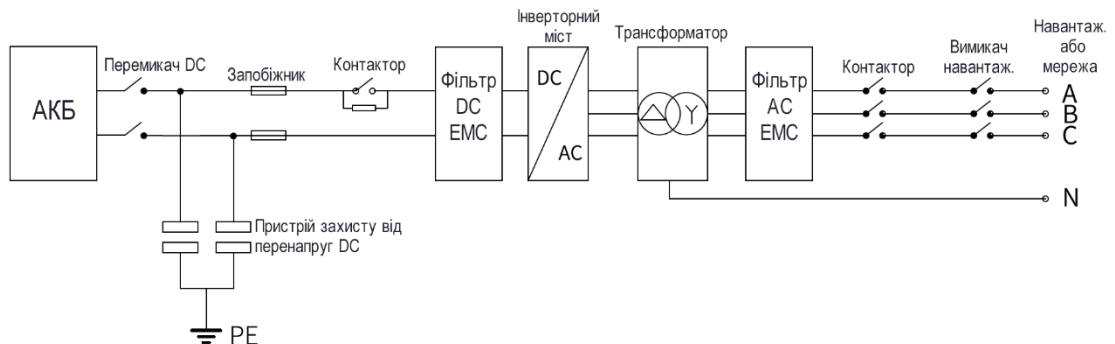 АКБ
Перемикач DC
Запобіжник
Контактор
Фільтр
DC
EMC
Інверторний
міст
DC
AC
Трансформатор
Фільтр
AC
EMC
Контактор
Вимикач
навантаж.
Навантаж.
або
мережа
A
B
C
N
Пристрій захисту від
перенапруг DC
PE